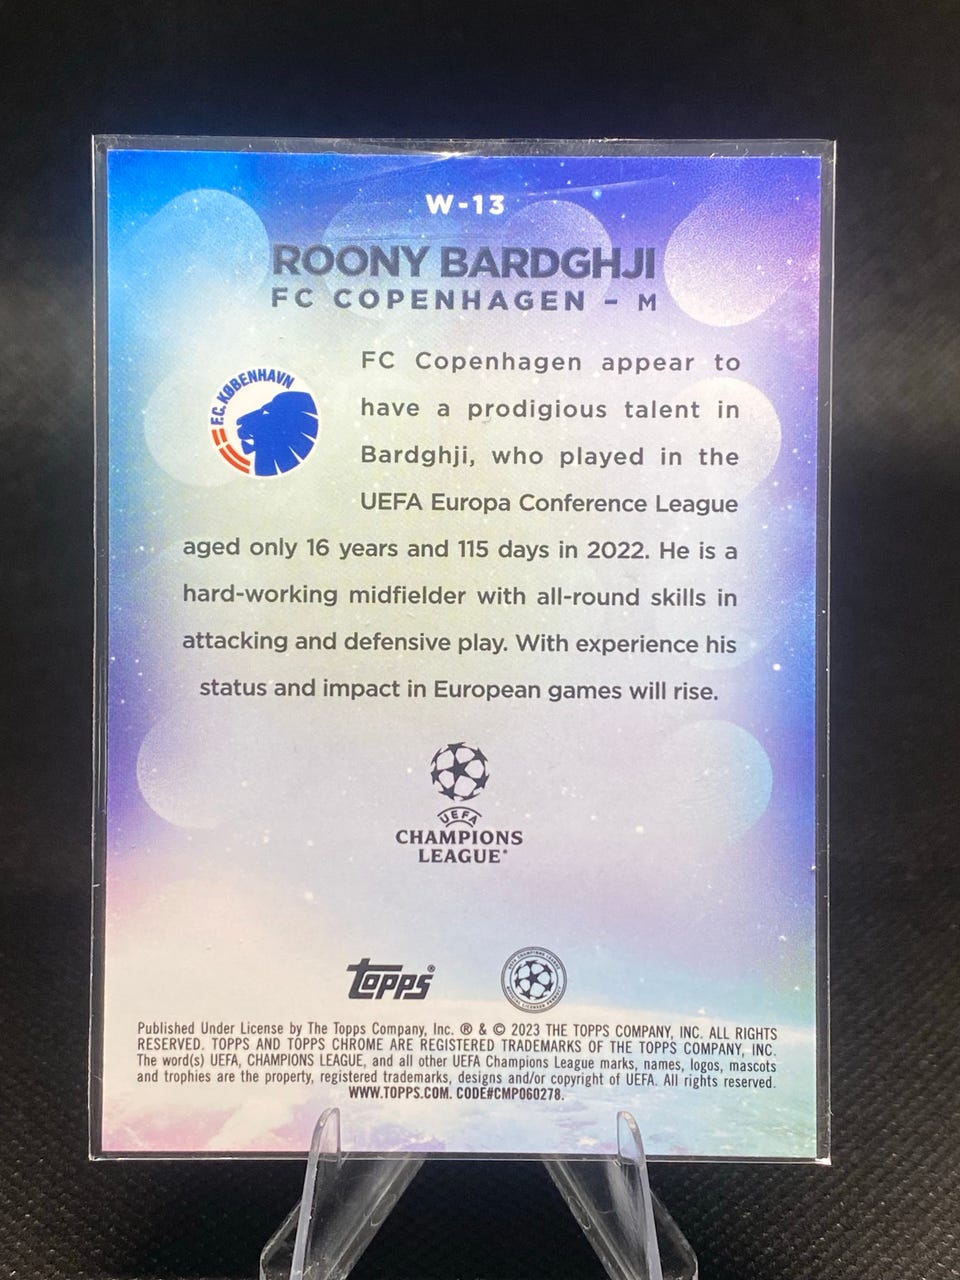 W-13
ROONY BARDGHJI
FC COPENHAGEN - M
F.C. KØBENHAVN
FC Copenhagen appear to
have a prodigious talent in
Bardghji, who played in the
UEFA Europa Conference League
aged only 16 years and 115 days in 2022. He is a
hard-working midfielder with all-round skills in
attacking and defensive play. With experience his
status and impact in European games will rise.
UEFA
CHAMPIONS
LEAGUE®
Topps®
Published Under License by The Topps Company, Inc. ® & © 2023 THE TOPPS COMPANY, INC. ALL RIGHTS
RESERVED. TOPPS AND TOPPS CHROME ARE REGISTERED TRADEMARKS OF THE TOPPS COMPANY, INC.
The word(s) UEFA, CHAMPIONS LEAGUE, and all other UEFA Champions League marks, names, logos, mascots
and trophies are the property, registered trademarks, designs and/or copyright of UEFA. All rights reserved.
WWW.TOPPS.COM. CODE#CMP060278.